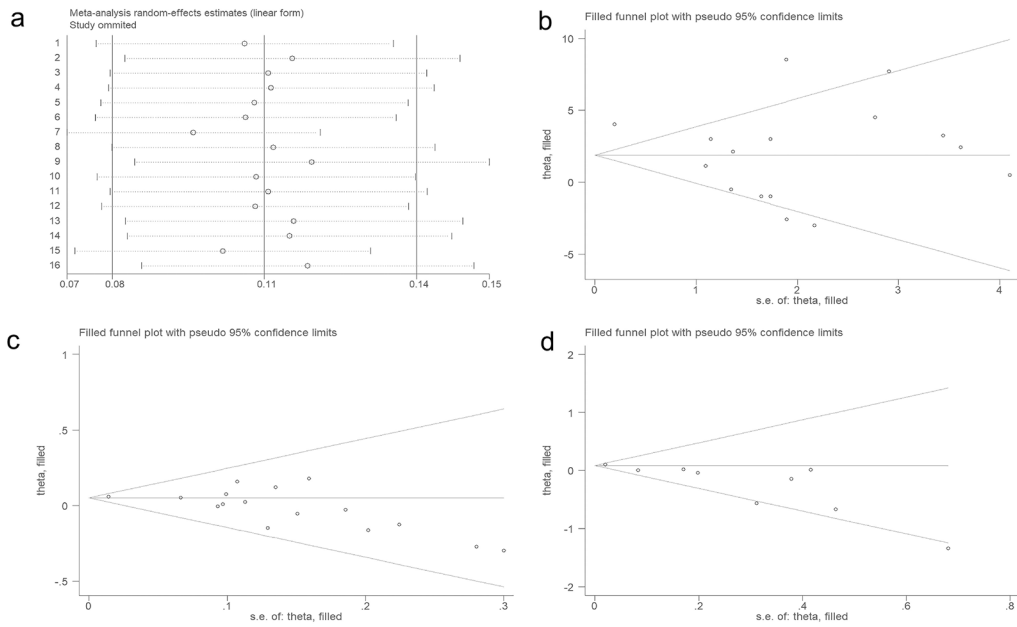 a
Meta-analysis random-effects estimates (linear form)
Study ommited
1
2
3
4
5
6
7
8
9
10
11
12
13
14
15
16
0.07 0.08 0.11 0.14 0.15
b
Filled funnel plot with pseudo 95% confidence limits
theta, filled
10
5
0
-5
0 1 2 3 4
s.e. of: theta, filled
c
Filled funnel plot with pseudo 95% confidence limits
theta, filled
1
.5
0
-.5
0 .1 .2 .3
s.e. of: theta, filled
d
Filled funnel plot with pseudo 95% confidence limits
theta, filled
2
1
0
-1
-2
0 .2 .4 .6 .8
s.e. of: theta, filled